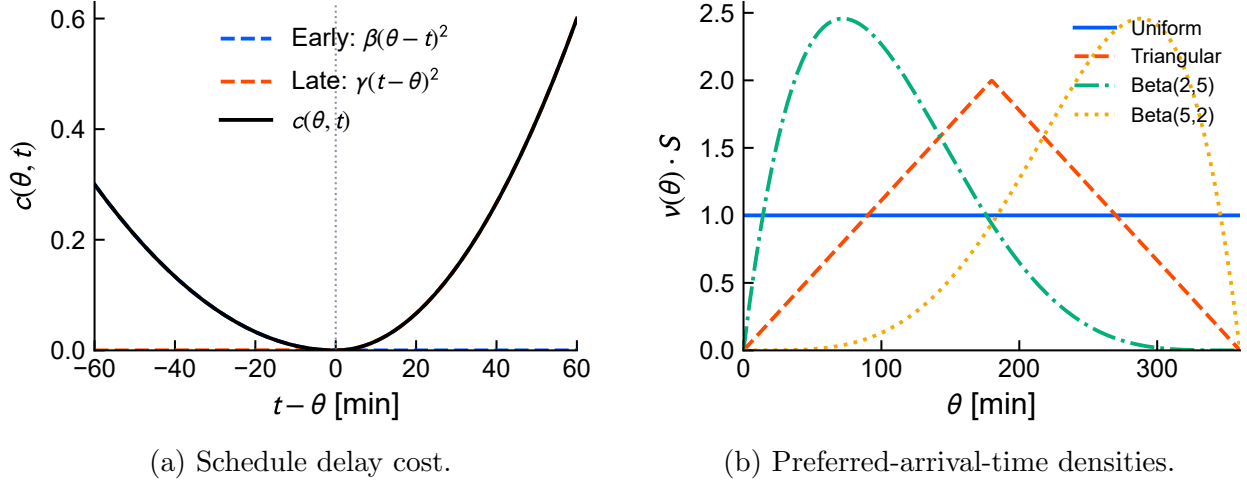 0.6
0.4
0.2
0.0
−60
−40
−20
0
20
40
60
c(θ, t)
t − θ [min]
Early: β(θ − t)²
Late: γ(t − θ)²
c(θ, t)
(a) Schedule delay cost.
2.5
2.0
1.5
1.0
0.5
0.0
0
100
200
300
ν(θ) · S
θ [min]
Uniform
Triangular
Beta(2,5)
Beta(5,2)
(b) Preferred-arrival-time densities.